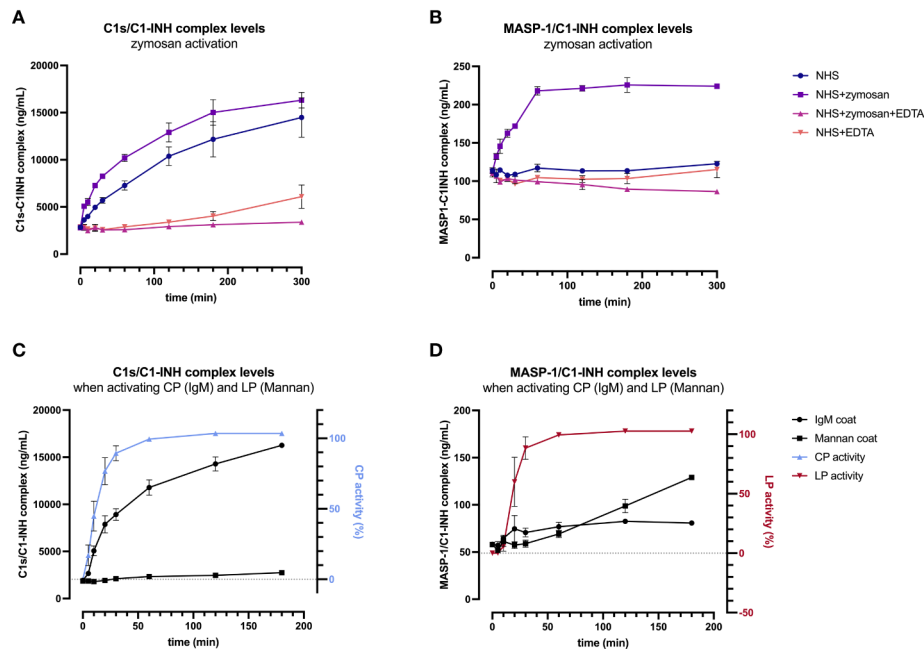 A
C1s/C1-INH complex levels
zymosan activation
C1s-C1INH complex (ng/mL)
20000
15000
10000
5000
0
0
120
180
300
time (min)
B
MASP-1/C1-INH complex levels
zymosan activation
MASP1-C1INH complex (ng/mL)
250
200
150
100
50
0
0
120
180
300
time (min)
NHS
NHS+zymosan
NHS+zymosan+EDTA
NHS+EDTA
C
C1s/C1-INH complex levels
when activating CP (IgM) and LP (Mannan)
C1s/C1-INH complex (ng/mL)
20000
15000
10000
5000
0
0
50
100
150
200
time (min)
100
50
0
CP activity (%)
D
MASP-1/C1-INH complex levels
when activating CP (IgM) and LP (Mannan)
MASP-1/C1-INH complex (ng/mL)
200
150
100
50
0
0
50
100
150
200
time (min)
100
50
0
-50
LP activity (%)
IgM coat
Mannan coat
CP activity
LP activity